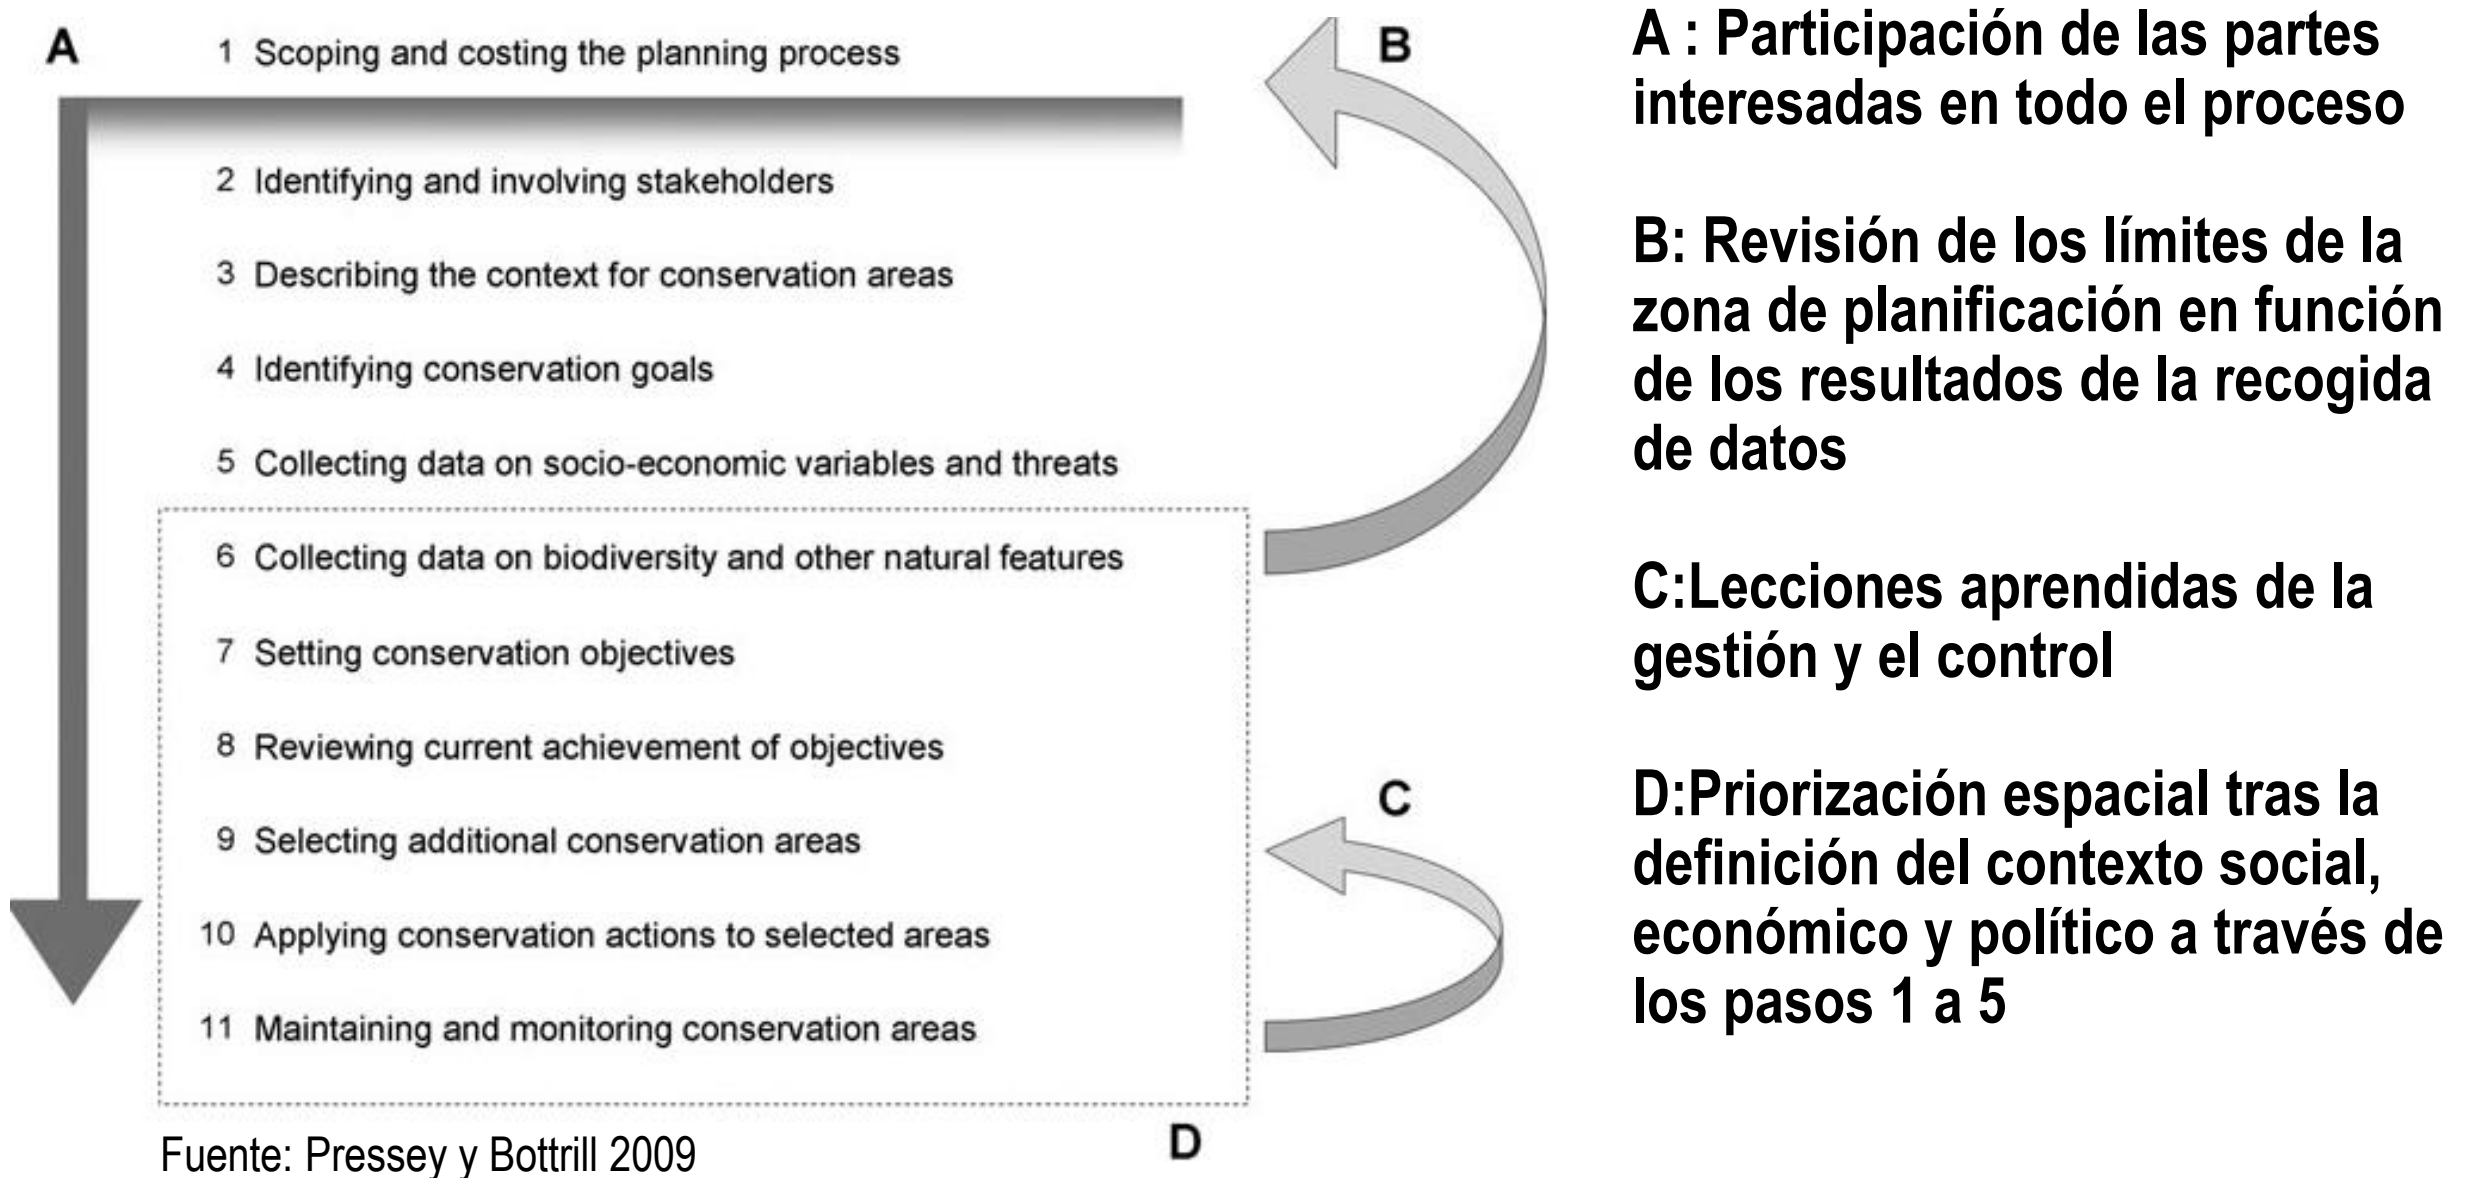 A
1 Scoping and costing the planning process
2 Identifying and involving stakeholders
3 Describing the context for conservation areas
4 Identifying conservation goals
5 Collecting data on socio-economic variables and threats
6 Collecting data on biodiversity and other natural features
7 Setting conservation objectives
8 Reviewing current achievement of objectives
9 Selecting additional conservation areas
10 Applying conservation actions to selected areas
11 Maintaining and monitoring conservation areas
B
C
D
Fuente: Pressey y Bottrill 2009
A : Participación de las partes
interesadas en todo el proceso
B: Revisión de los límites de la
zona de planificación en función
de los resultados de la recogida
de datos
C:Lecciones aprendidas de la
gestión y el control
D:Priorización espacial tras la
definición del contexto social,
económico y político a través de
los pasos 1 a 5